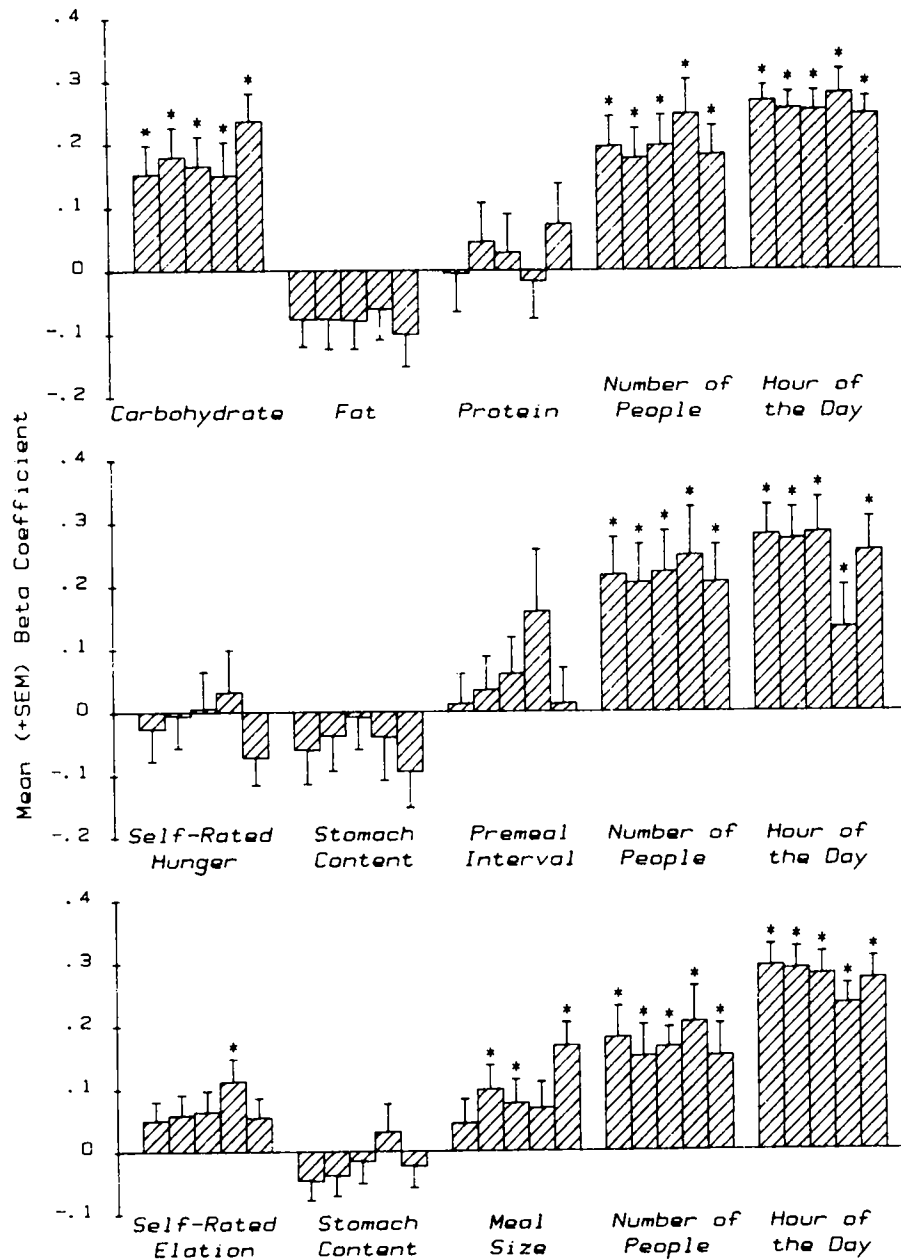 Mean (+SEM) Beta Coefficient
.4
.3
.2
.1
0
-.1
-.2
* * * * *
* * * * *
* * * * *
Carbohydrate Fat Protein Number of People Hour of the Day
.4
.3
.2
.1
0
-.1
-.2
* * * * *
* * * * *
Self-Rated Hunger Stomach Content Premeal Interval Number of People Hour of the Day
.4
.3
.2
.1
0
-.1
*
* * *
* * * * *
* * * * *
Self-Rated Elation Stomach Content Meal Size Number of People Hour of the Day